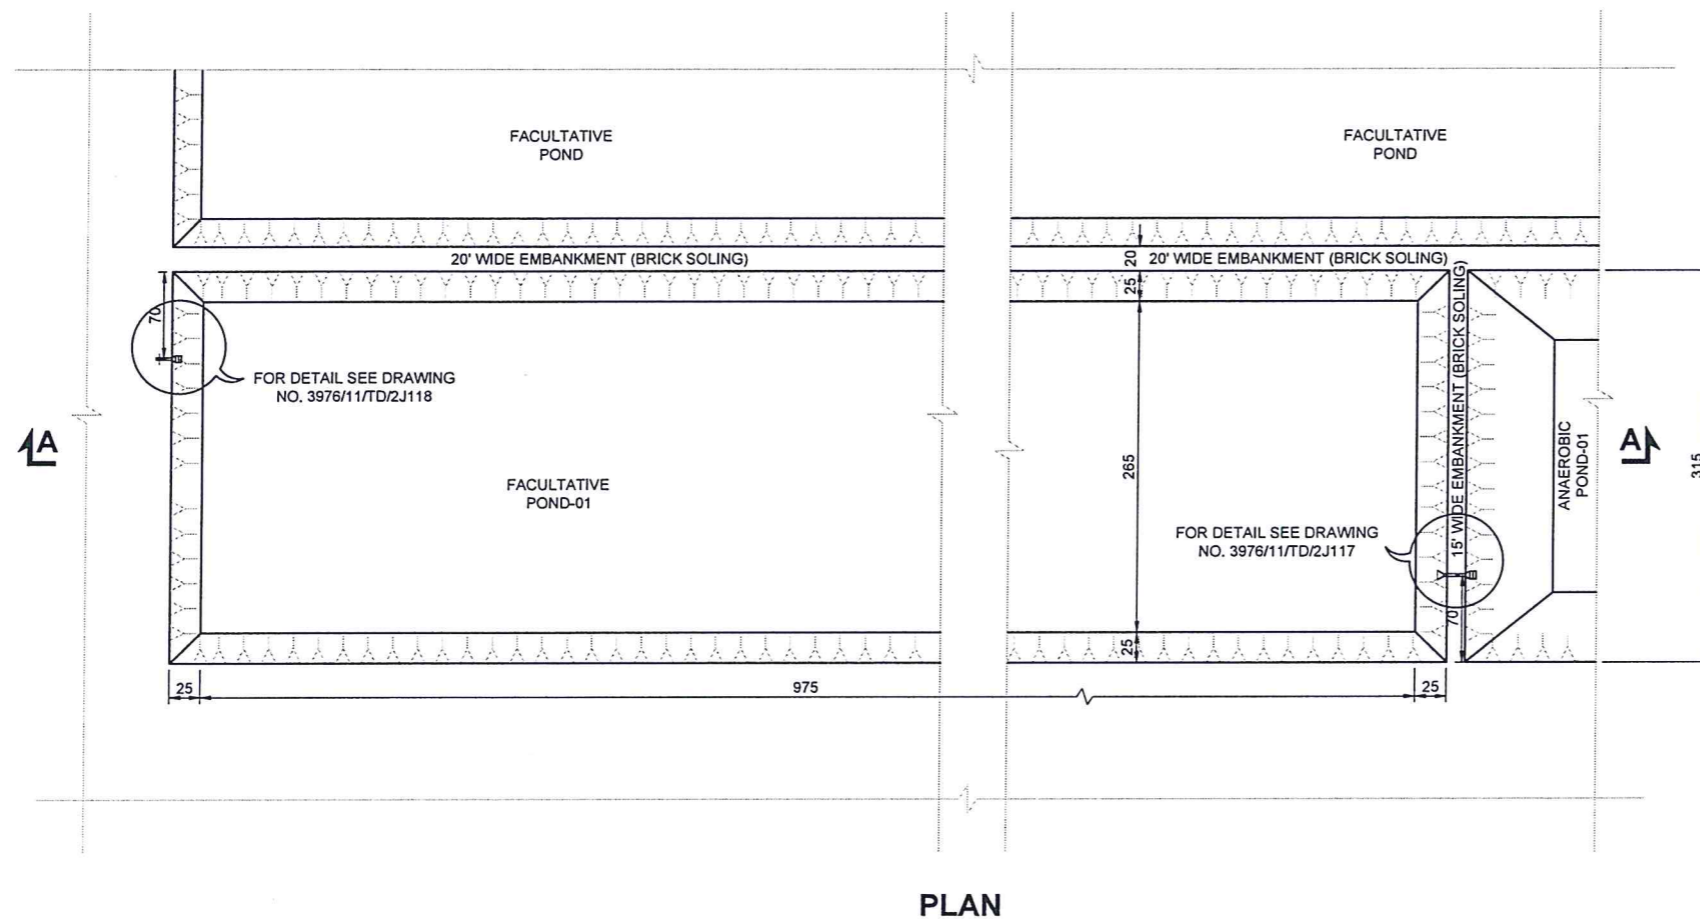 FACULTATIVE
POND
FACULTATIVE
POND
20' WIDE EMBANKMENT (BRICK SOLING)
20
20' WIDE EMBANKMENT (BRICK SOLING)
25
70
FOR DETAIL SEE DRAWING
NO. 3976/11/TD/2J118
15' WIDE EMBANKMENT (BRICK SOLING)
A
A
265
315
ANAEROBIC
POND-01
FACULTATIVE
POND-01
FOR DETAIL SEE DRAWING
NO. 3976/11/TD/2J117
70
25
25
975
25
PLAN